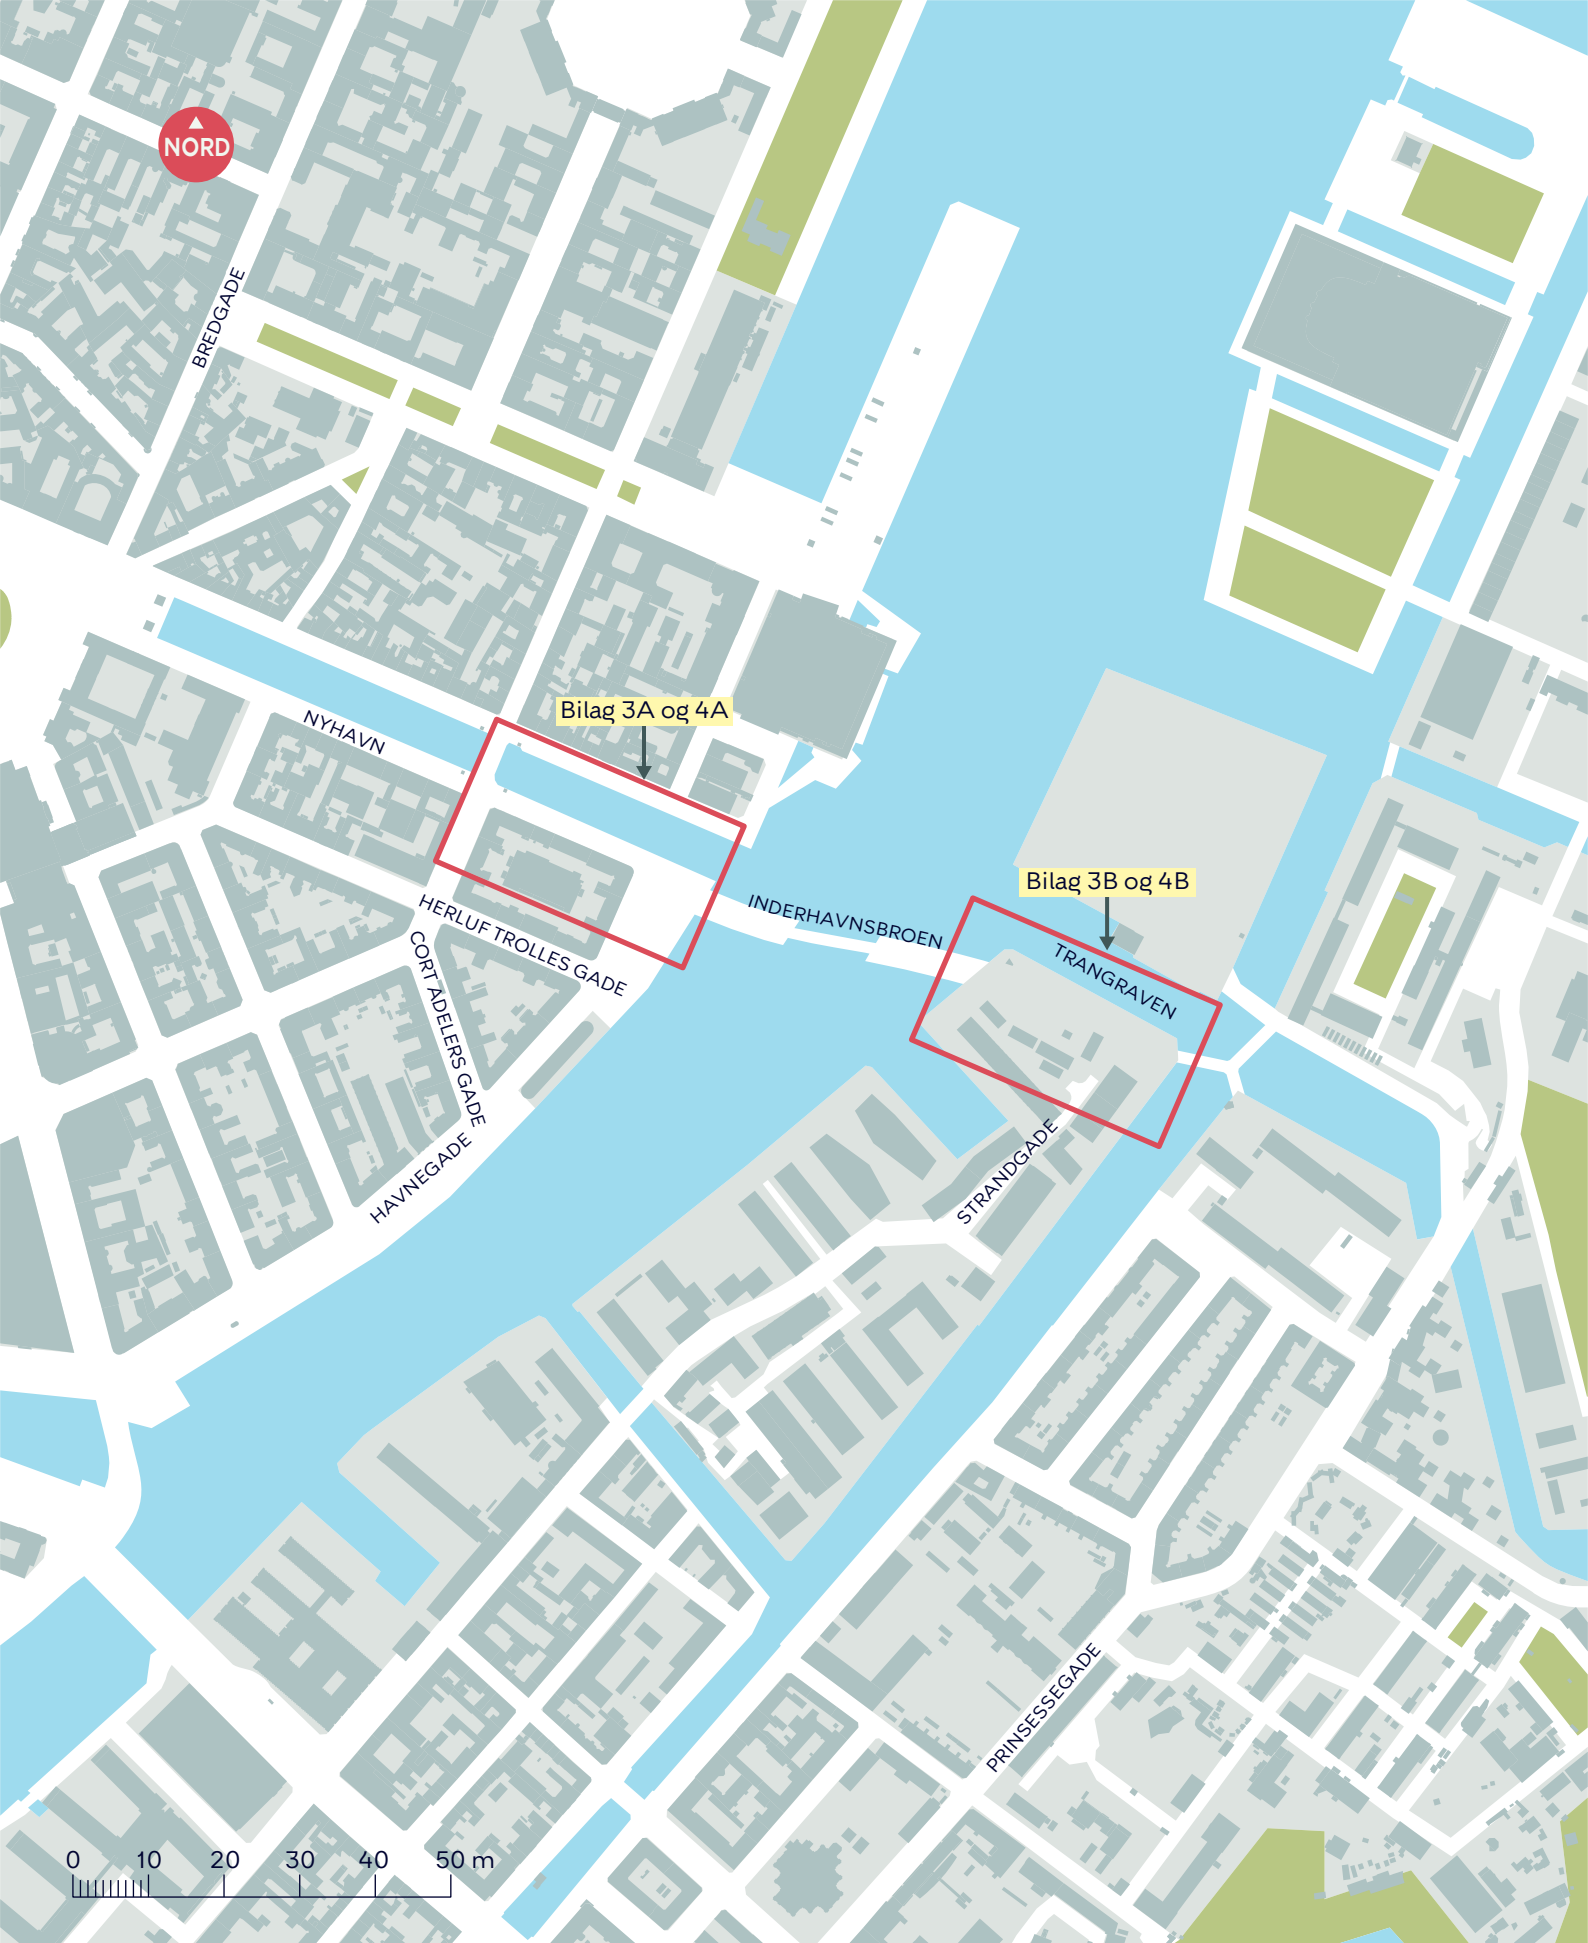 NORD
BREDGADE
NYHAVN
Bilag 3A og 4A
Bilag 3B og 4B
INDERHAVNSBROEN
TRANGRAVEN
HERLUF TROLLES GADE
CORT ADELERS GADE
HAVNEGADE
STRANDGADE
PRINSESSEGADE
0 10 20 30 40 50 m